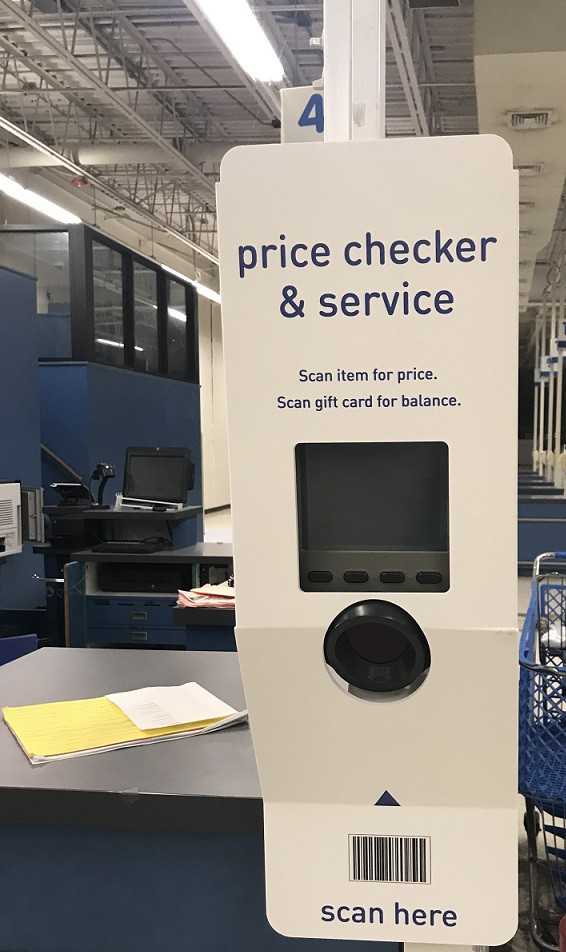 4
price checker
& service
Scan item for price.
Scan gift card for balance.
scan here